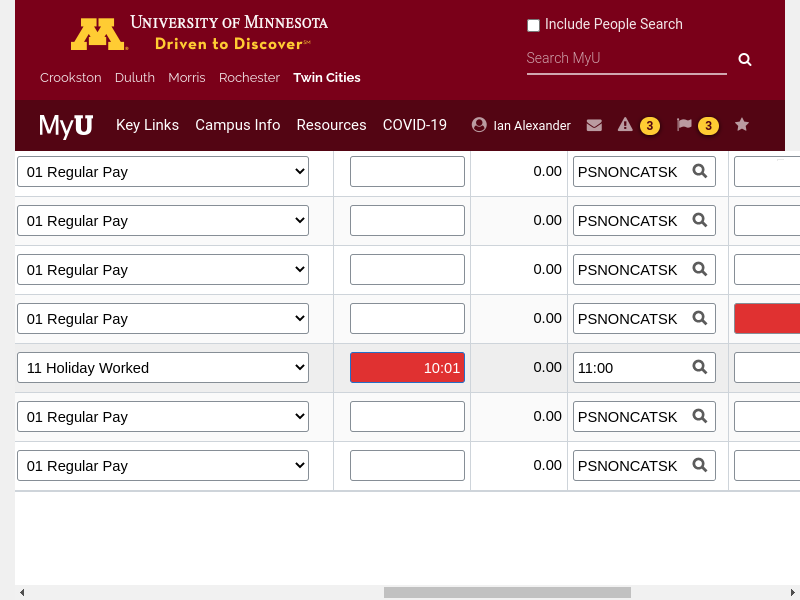 UNIVERSITY OF MINNESOTA
Driven to Discover℠
Include People Search
Search MyU
Crookston Duluth Morris Rochester Twin Cities
MyU Key Links Campus Info Resources COVID-19 Ian Alexander 3 3
01 Regular Pay 0.00 PSNONCATSK
01 Regular Pay 0.00 PSNONCATSK
01 Regular Pay 0.00 PSNONCATSK
01 Regular Pay 0.00 PSNONCATSK
11 Holiday Worked 10:01 0.00 11:00
01 Regular Pay 0.00 PSNONCATSK
01 Regular Pay 0.00 PSNONCATSK